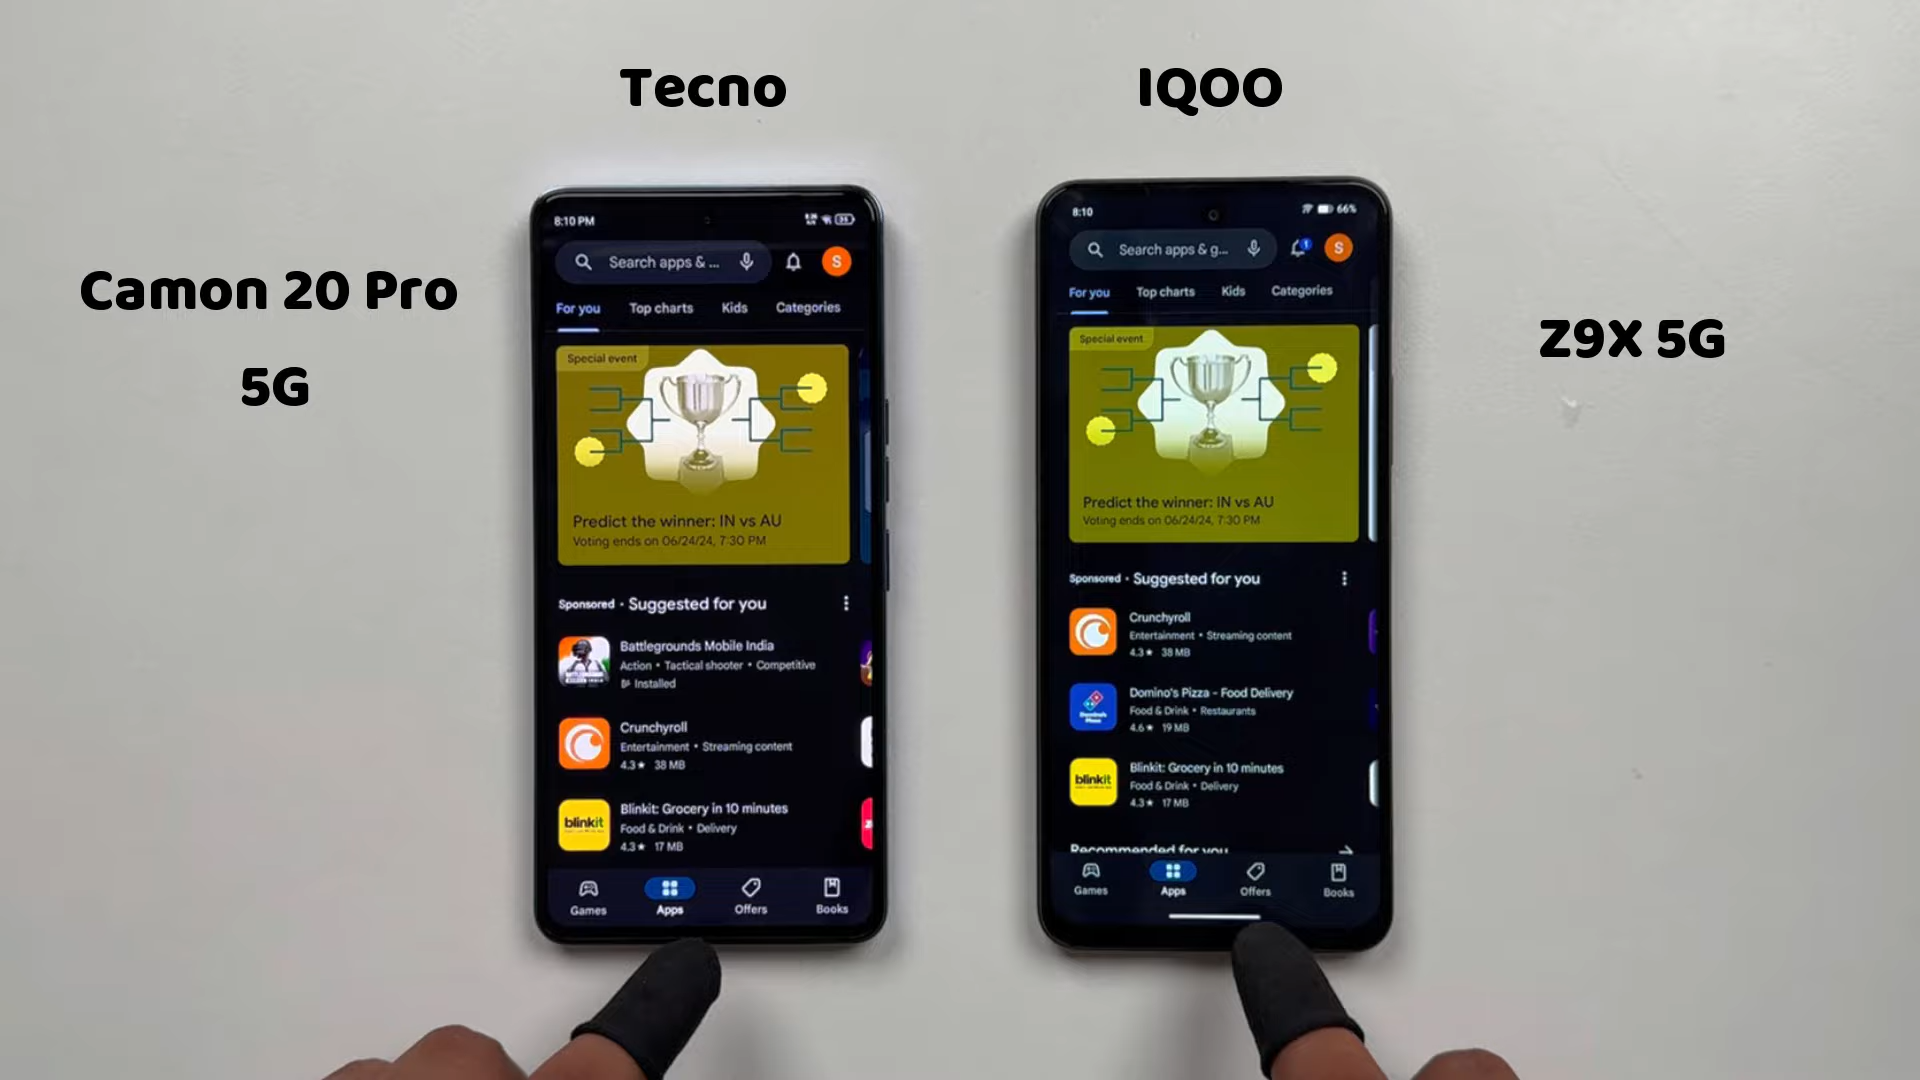 Tecno
IQOO
Camon 20 Pro
5G
Z9X 5G
8:10 PM
Search apps & ...
S
For you Top charts Kids Categories
Special event
Predict the winner: IN vs AU
Voting ends on 06/24/24, 7:30 PM
Sponsored • Suggested for you
Battlegrounds Mobile India
Action • Tactical shooter • Competitive
Installed
Crunchyroll
Entertainment • Streaming content
4.3★ 38 MB
blinkit
Blinkit: Grocery in 10 minutes
Food & Drink • Delivery
4.3★ 17 MB
Games Apps Offers Books
8:10 66%
Search apps & g...
1
S
For you Top charts Kids Categories
Special event
Predict the winner: IN vs AU
Voting ends on 06/24/24, 7:30 PM
Sponsored • Suggested for you
Crunchyroll
Entertainment • Streaming content
4.3★ 38 MB
Domino's Pizza - Food Delivery
Food & Drink • Restaurants
4.6★ 19 MB
blinkit
Blinkit: Grocery in 10 minutes
Food & Drink • Delivery
4.3★ 17 MB
Recommended for you
Games Apps Offers Books